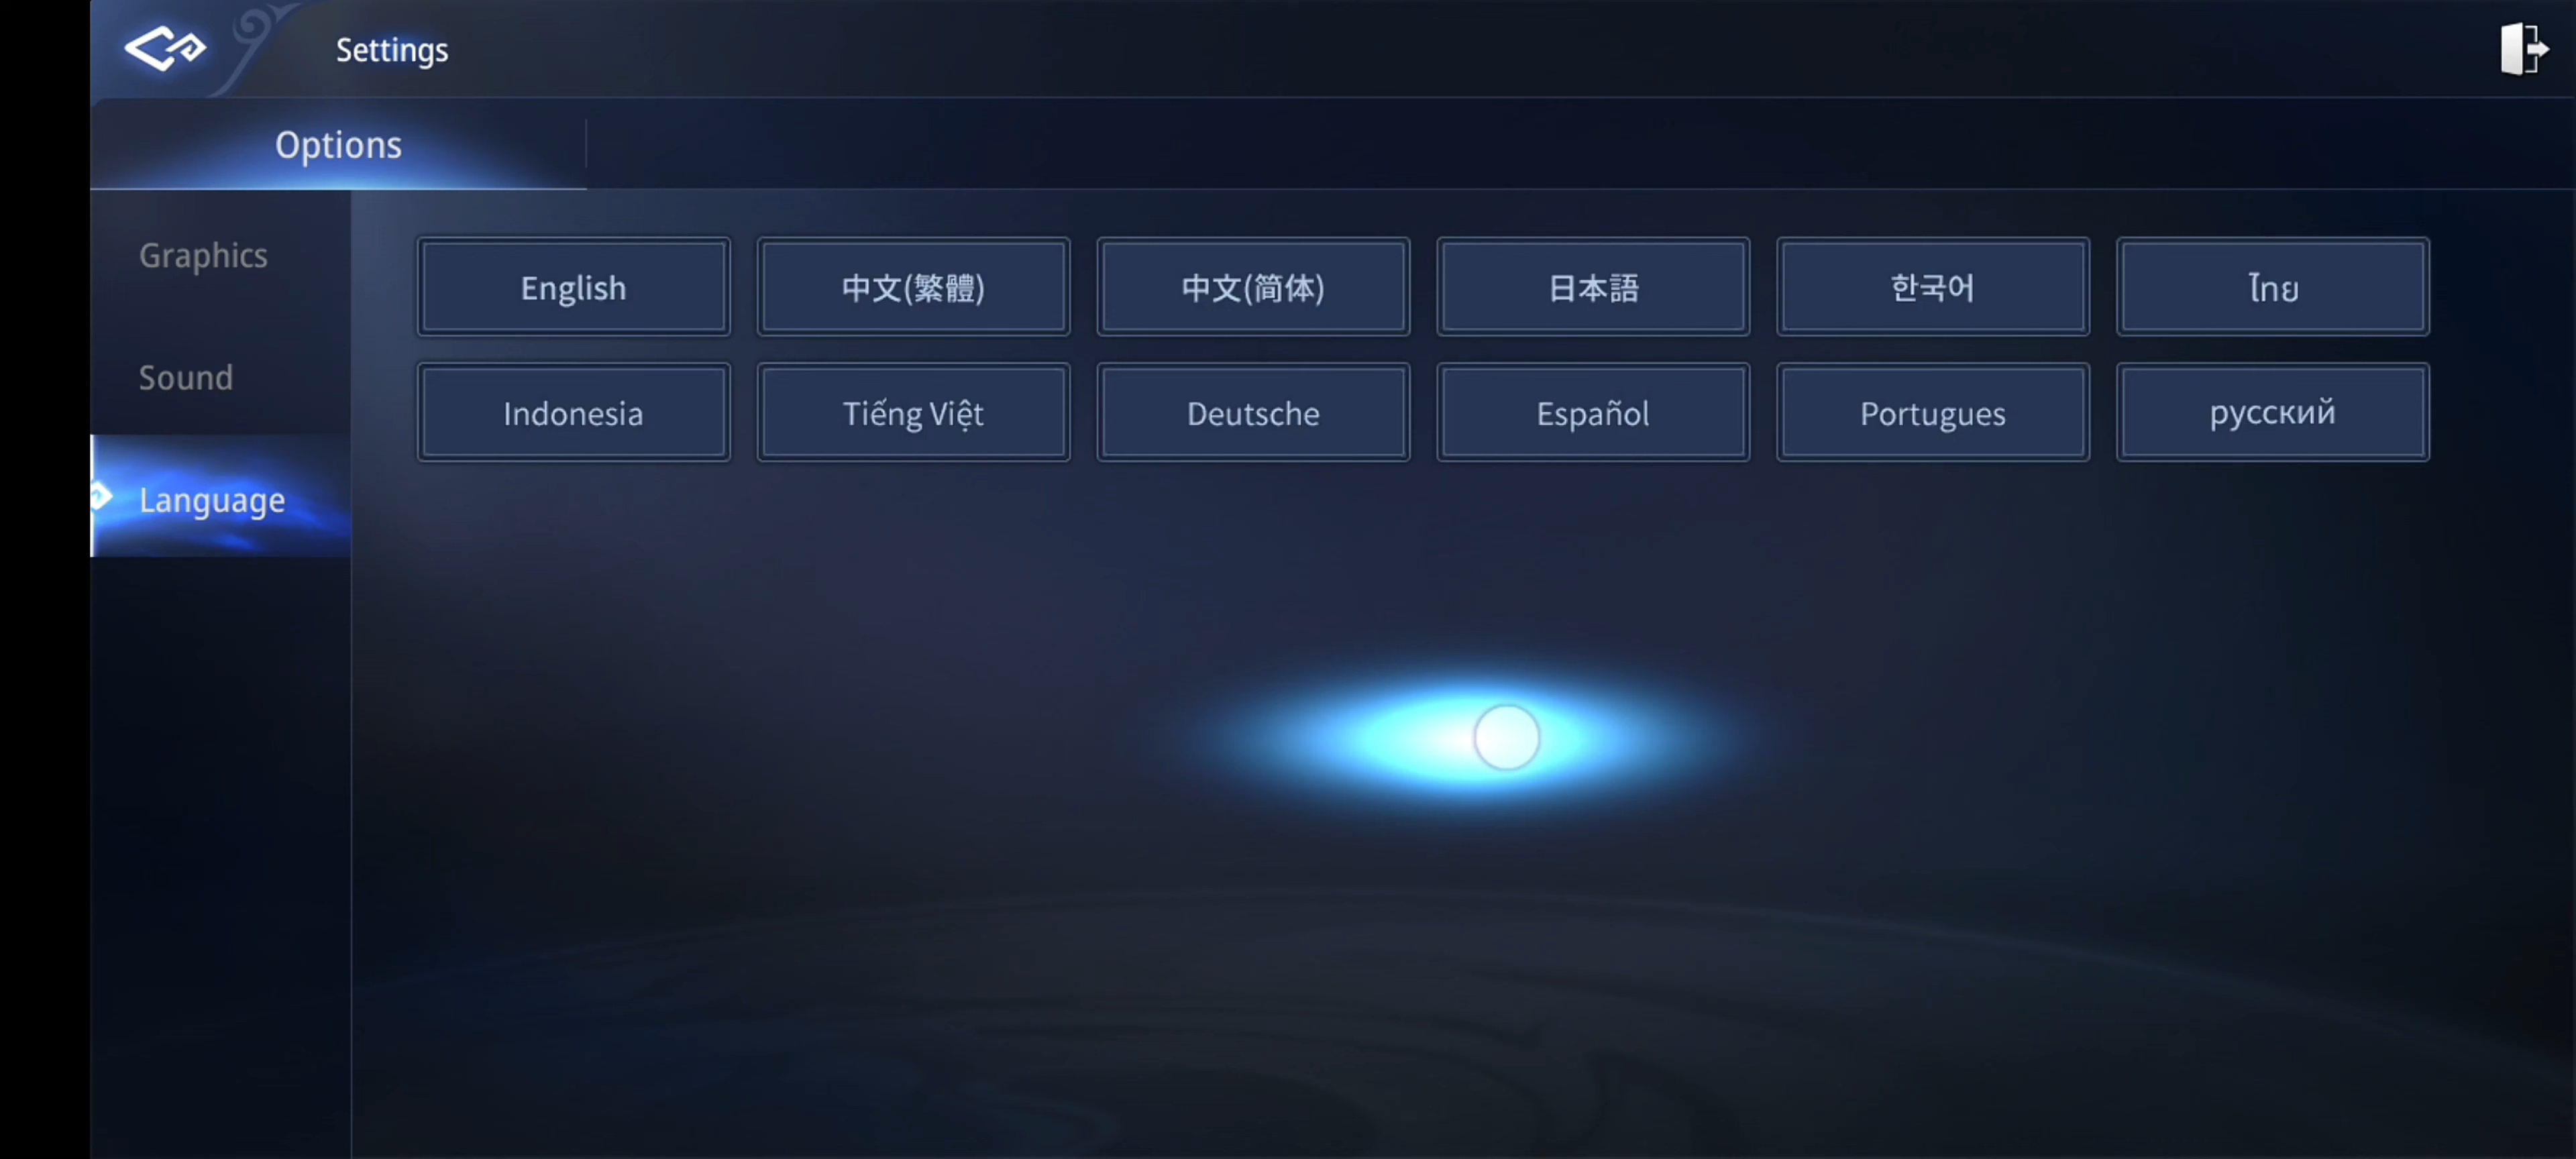 Settings
Options
Graphics
Sound
Language
English
中文(繁體)
中文(简体)
日本語
한국어
ไทย
Indonesia
Tiếng Việt
Deutsche
Español
Portugues
русский